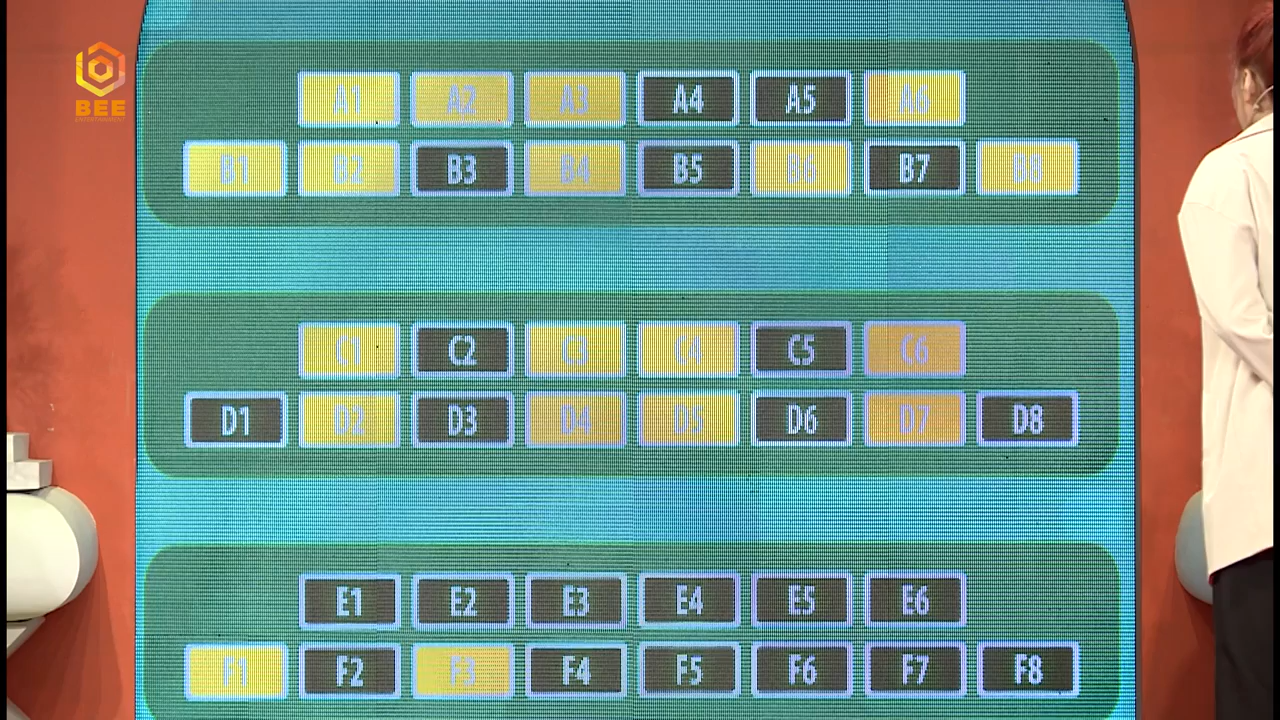 BEE
ENTERTAINMENT
A1 A2 A3 A4 A5 A6
B1 B2 B3 B4 B5 B6 B7 B8
C1 C2 C3 C4 C5 C6
D1 D2 D3 D4 D5 D6 D7 D8
E1 E2 E3 E4 E5 E6
F1 F2 F3 F4 F5 F6 F7 F8